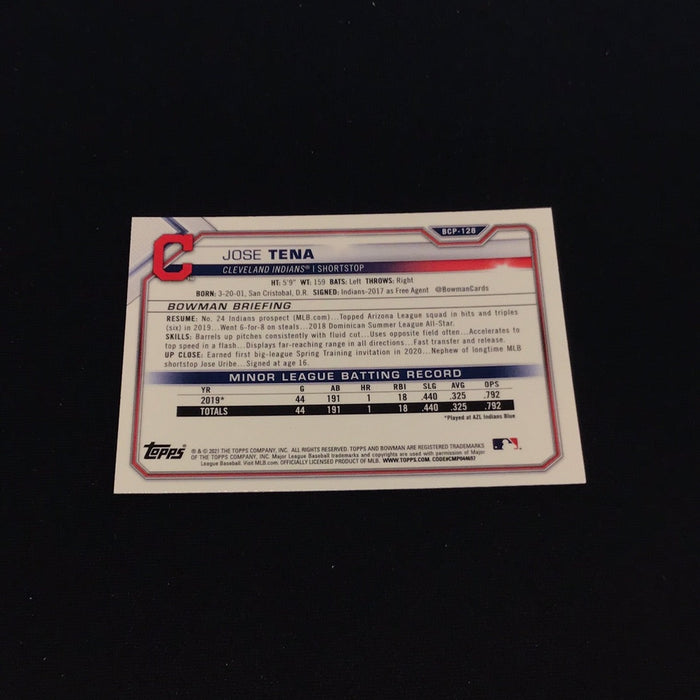 BCP-128
C
JOSE TENA
CLEVELAND INDIANS® | SHORTSTOP
HT: 5'9" WT: 159 BATS: Left THROWS: Right
BORN: 3-20-01, San Cristobal, D.R. SIGNED: Indians-2017 as Free Agent @BowmanCards
BOWMAN BRIEFING
RESUME: No. 24 Indians prospect (MLB.com)...Topped Arizona League squad in hits and triples
(six) in 2019...Went 6-for-8 on steals...2018 Dominican Summer League All-Star.
SKILLS: Barrels up pitches consistently with fluid cut...Uses opposite field often...Accelerates to
top speed in a flash...Displays far-reaching range in all directions...Fast transfer and release.
UP CLOSE: Earned first big-league Spring Training invitation in 2020...Nephew of longtime MLB
shortstop Jose Uribe...Signed at age 16.
MINOR LEAGUE BATTING RECORD
YR G AB HR RBI SLG AVG OPS
2019* 44 191 1 18 .440 .325 .792
TOTALS 44 191 1 18 .440 .325 .792
*Played at AZL Indians Blue
Topps
® & © 2021 THE TOPPS COMPANY, INC. ALL RIGHTS RESERVED. TOPPS AND BOWMAN ARE REGISTERED TRADEMARKS
OF THE TOPPS COMPANY, INC. Major League Baseball trademarks and copyrights are used with permission of Major
League Baseball. Visit MLB.com. OFFICIALLY LICENSED PRODUCT OF MLB. WWW.TOPPS.COM. CODE#CMP044687